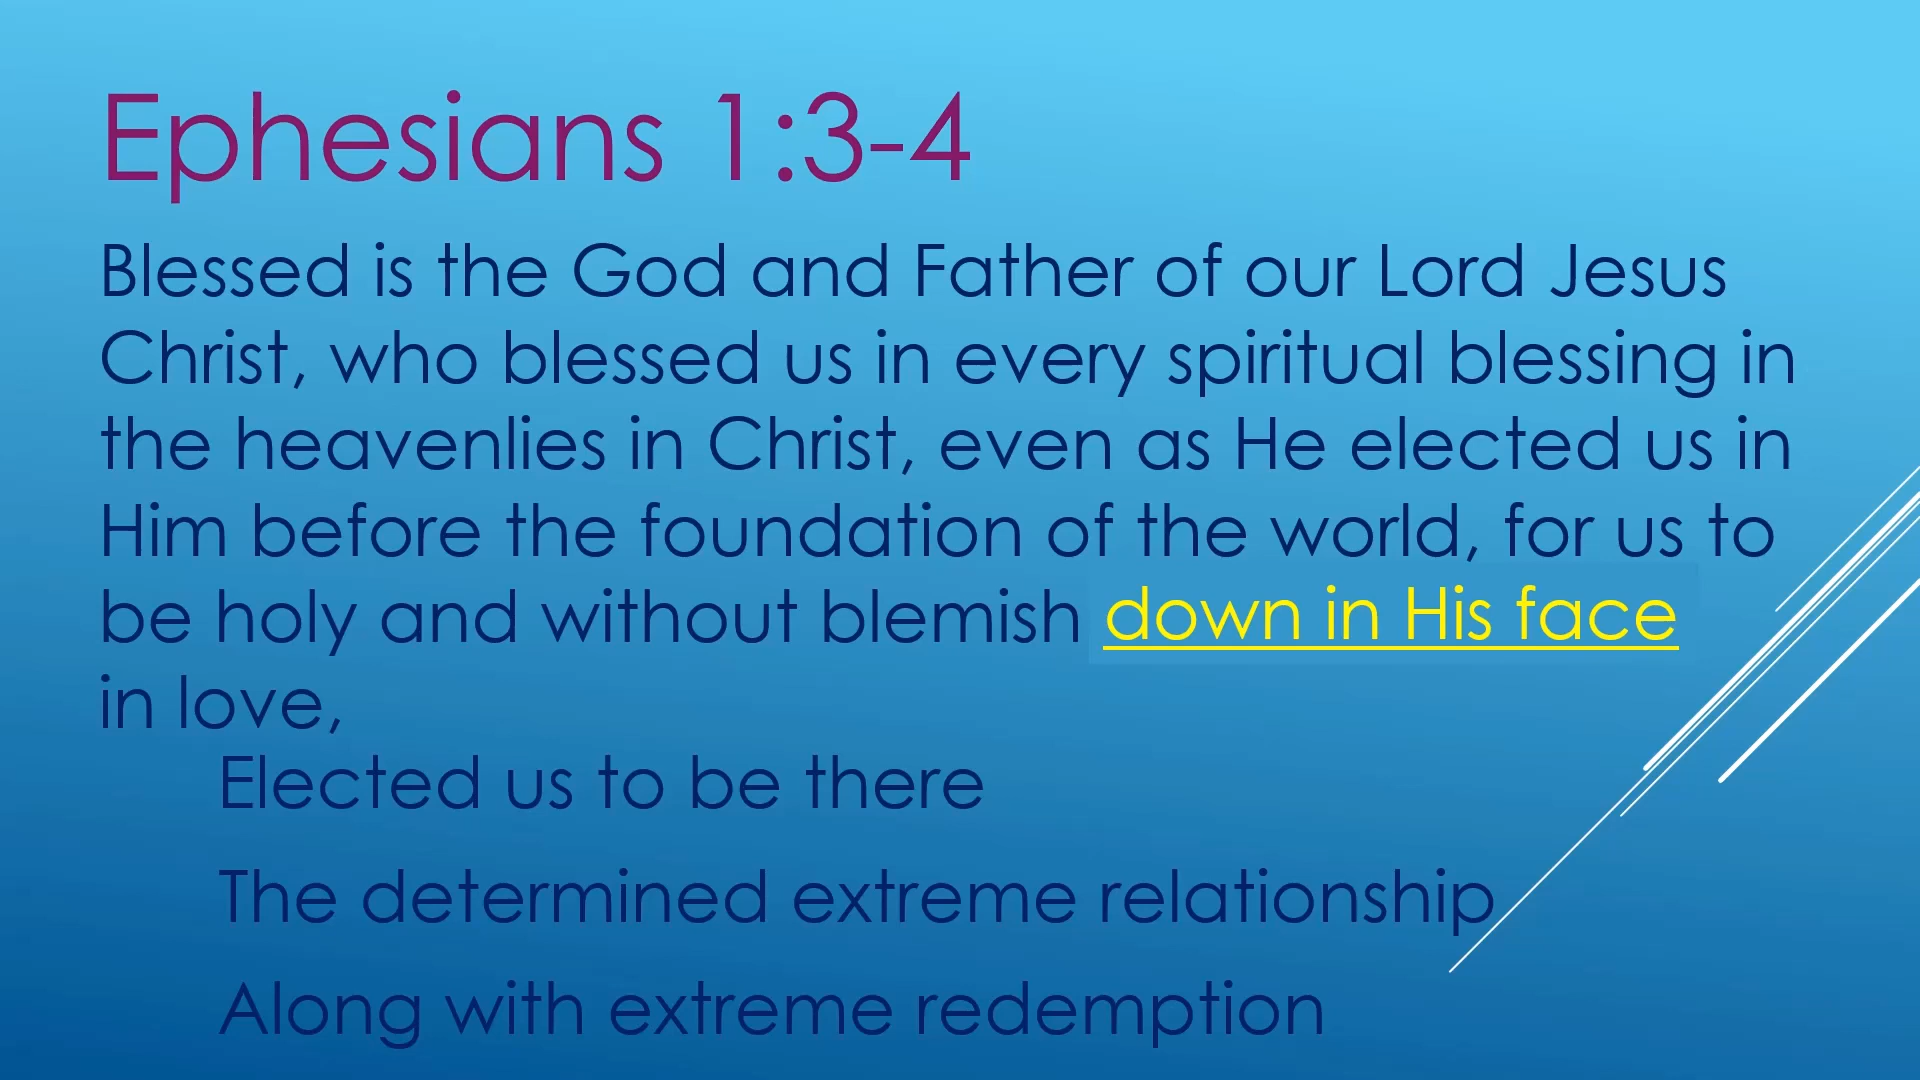 Ephesians 1:3-4
Blessed is the God and Father of our Lord Jesus
Christ, who blessed us in every spiritual blessing in
the heavenlies in Christ, even as He elected us in
Him before the foundation of the world, for us to
be holy and without blemish down in His face
in love,
Elected us to be there
The determined extreme relationship
Along with extreme redemption